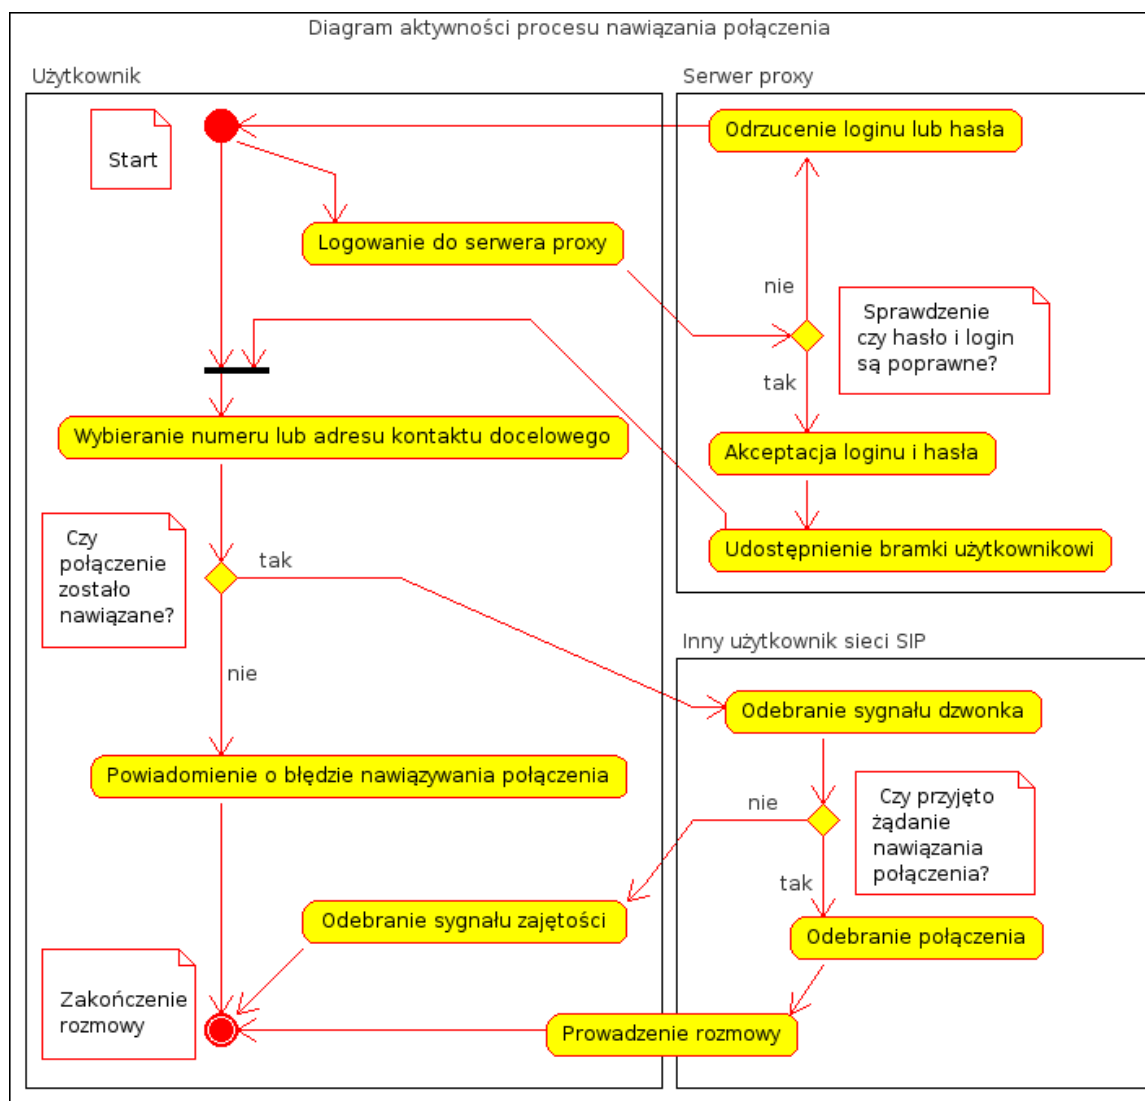 Diagram aktywności procesu nawiązania połączenia
Użytkownik
Start
Logowanie do serwera proxy
Wybieranie numeru lub adresu kontaktu docelowego
Czy
połączenie
zostało
nawiązane?
tak
nie
Powiadomienie o błędzie nawiązywania połączenia
Odebranie sygnału zajętości
Zakończenie
rozmowy
Prowadzenie rozmowy
Serwer proxy
Odrzucenie loginu lub hasła
nie
Sprawdzenie
czy hasło i login
są poprawne?
tak
Akceptacja loginu i hasła
Udostępnienie bramki użytkownikowi
Inny użytkownik sieci SIP
Odebranie sygnału dzwonka
nie
Czy przyjęto
żądanie
nawiązania
połączenia?
tak
Odebranie połączenia